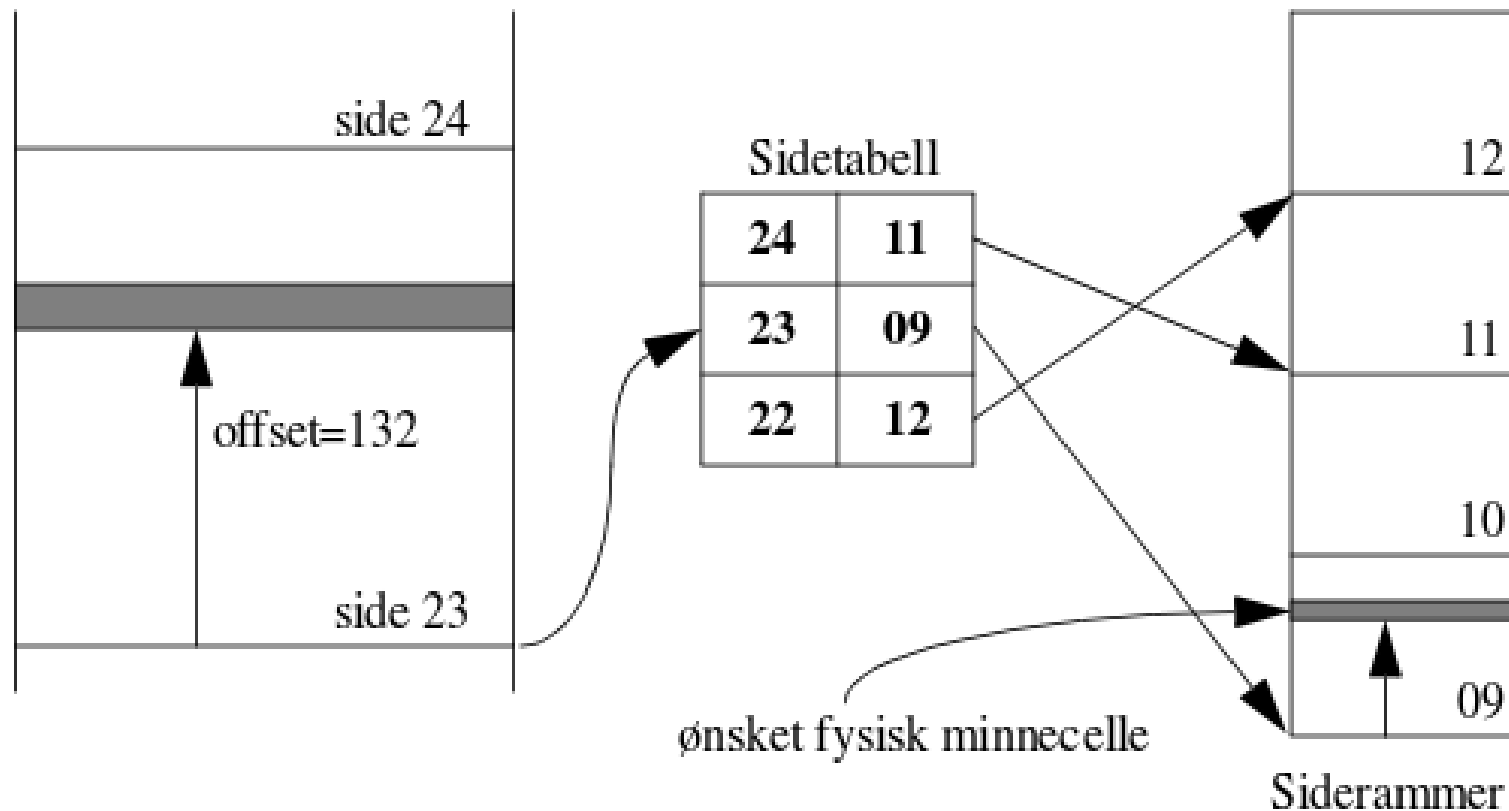 side 24
offset=132
side 23
Sidetabell
24 11
23 09
22 12
ønsket fysisk minnecelle
12
11
10
09
Siderammer